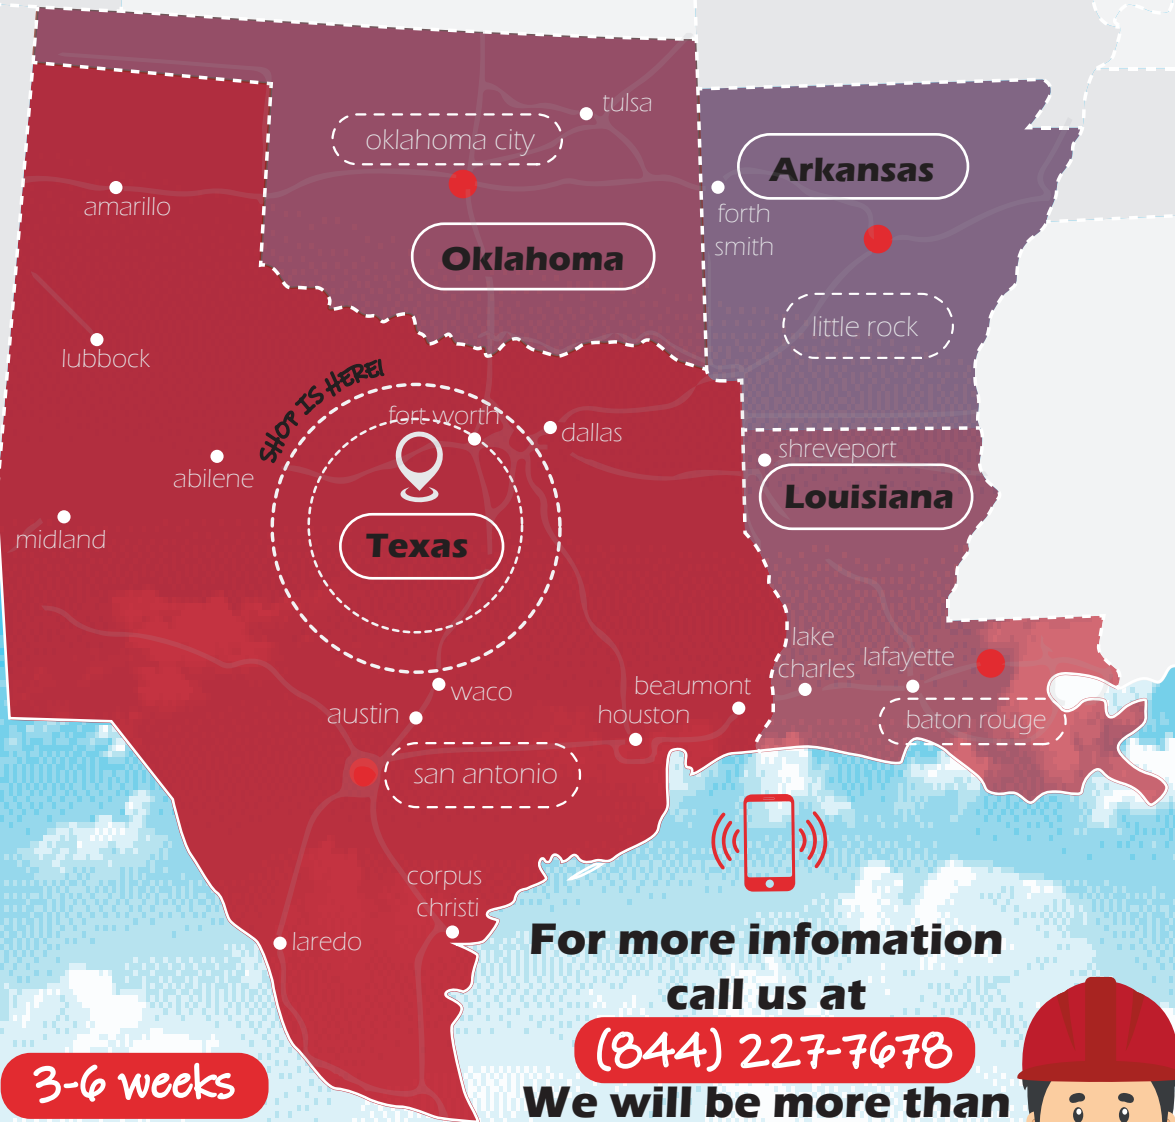 tulsa
oklahoma city
Arkansas
amarillo
forth
smith
Oklahoma
little rock
lubbock
SHOP IS HERE!
fort worth
dallas
shreveport
abilene
Louisiana
midland
Texas
lake
charles
lafayette
beaumont
waco
austin
houston
baton rouge
san antonio
corpus
christi
laredo
For more infomation
call us at
(844) 227-7678
3-6 weeks
We will be more than